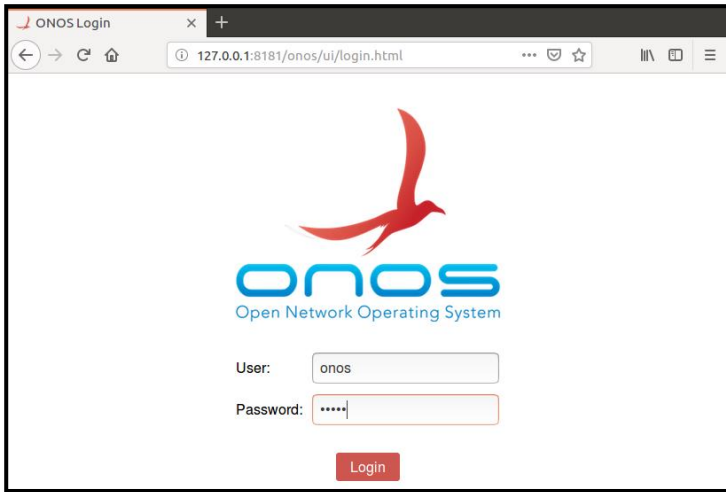 ONOS Login
127.0.0.1:8181/onos/ui/login.html
onos
Open Network Operating System
User: onos
Password: •••••
Login